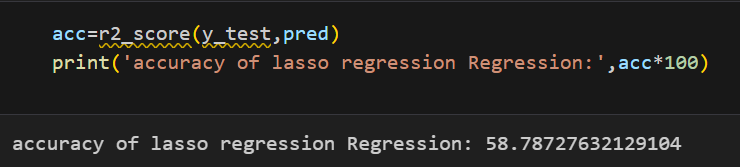 acc=r2_score(y_test,pred)
print('accuracy of lasso regression Regression:',acc*100)
accuracy of lasso regression Regression: 58.78727632129104